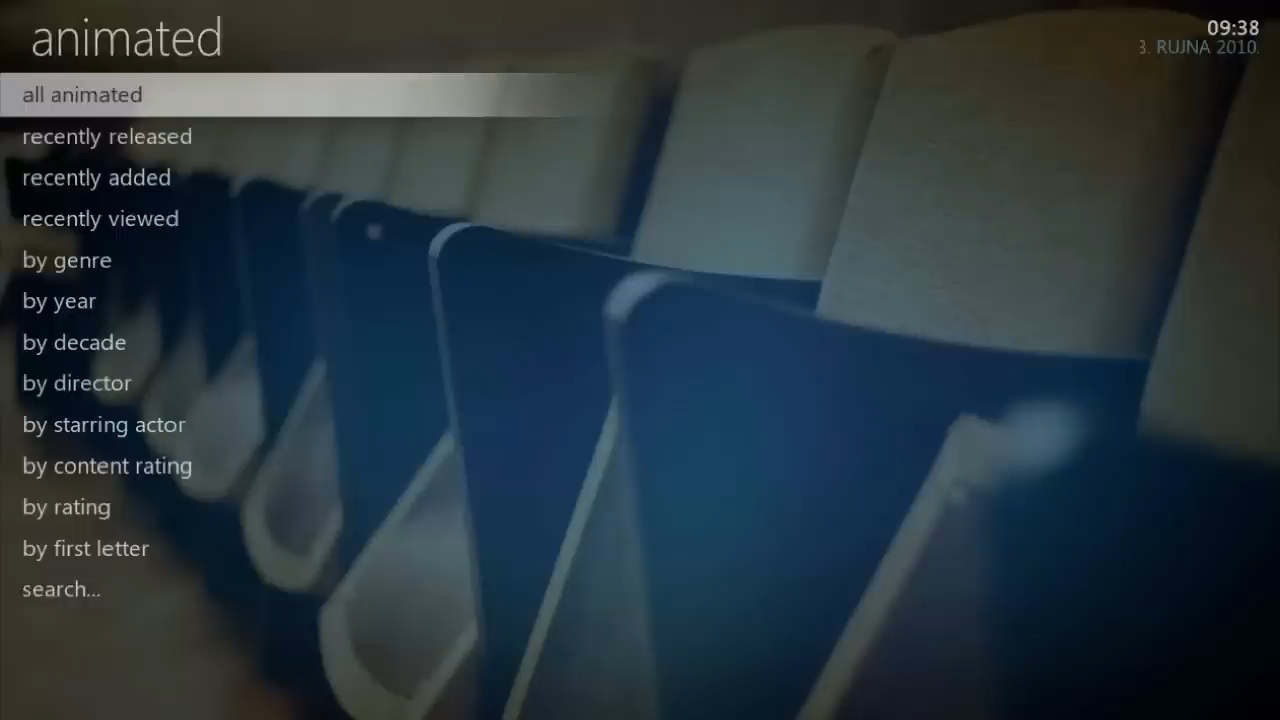 animated
09:38
3. RUJNA 2010.
all animated
recently released
recently added
recently viewed
by genre
by year
by decade
by director
by starring actor
by content rating
by rating
by first letter
search...